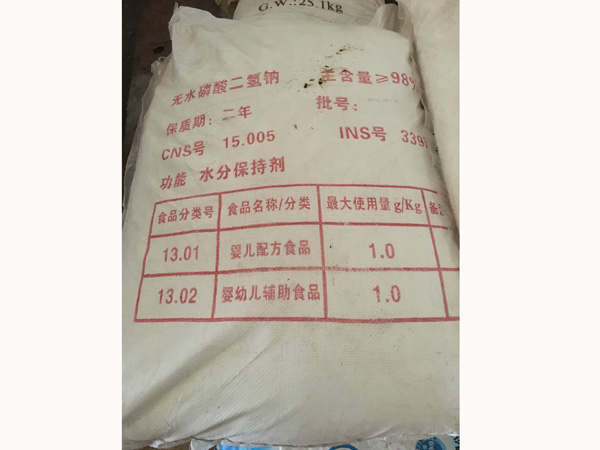 G.W.:25.1kg
无水磷酸二氢钠 主含量≥98%
保质期：二年 批号：
CNS号 15.005 INS号 339i
功能 水分保持剂
食品分类号 食品名称/分类 最大使用量g/Kg 备
13.01 婴儿配方食品 1.0
13.02 婴幼儿辅助食品 1.0